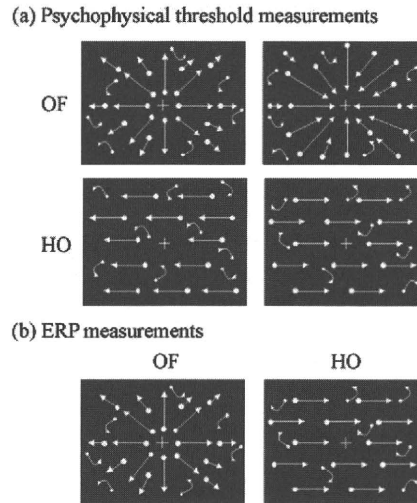 (a) Psychophysical threshold measurements
OF
HO
(b) ERP measurements
OF HO